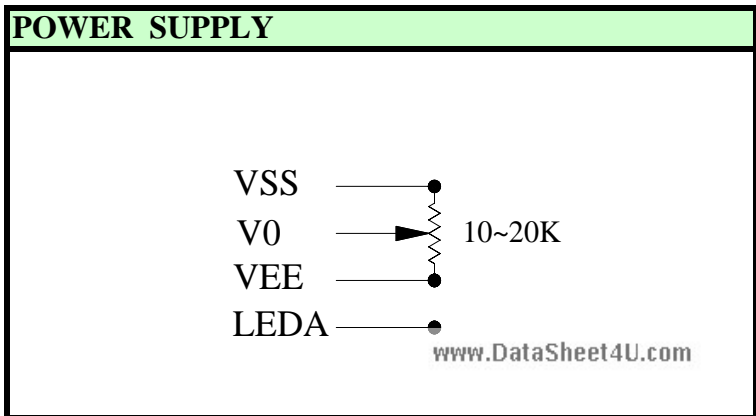 POWER SUPPLY
VSS
V0
10~20K
VEE
LEDA
www.DataSheet4U.com